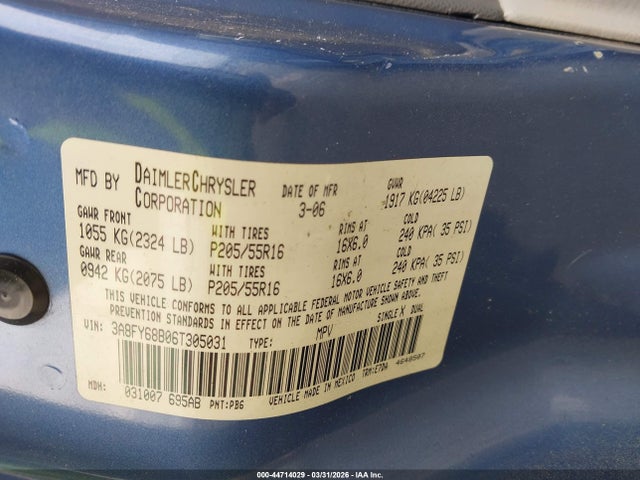 MFD BY DAIMLERCHRYSLER CORPORATION DATE OF MFR 3-06 GVWR 1917 KG(04225 LB)
GAWR FRONT WITH TIRES RIMS AT COLD
1055 KG(2324 LB) P205/55R16 16X6.0 240 KPA( 35 PSI)
GAWR REAR WITH TIRES RIMS AT COLD
0942 KG(2075 LB) P205/55R16 16X6.0 240 KPA( 35 PSI)
THIS VEHICLE CONFORMS TO ALL APPLICABLE FEDERAL MOTOR VEHICLE SAFETY AND THEFT
PREVENTION STANDARDS IN EFFECT ON THE DATE OF MANUFACTURE SHOWN ABOVE.
VIN: 3A8FY68B06T305031 TYPE: MPV SINGLE X DUAL
MDH: 031007 695AB PNT:PB6 VEHICLE MADE IN MEXICO TRM:E7DA 4648507
000-44714029 - 03/31/2026 - IAA Inc.